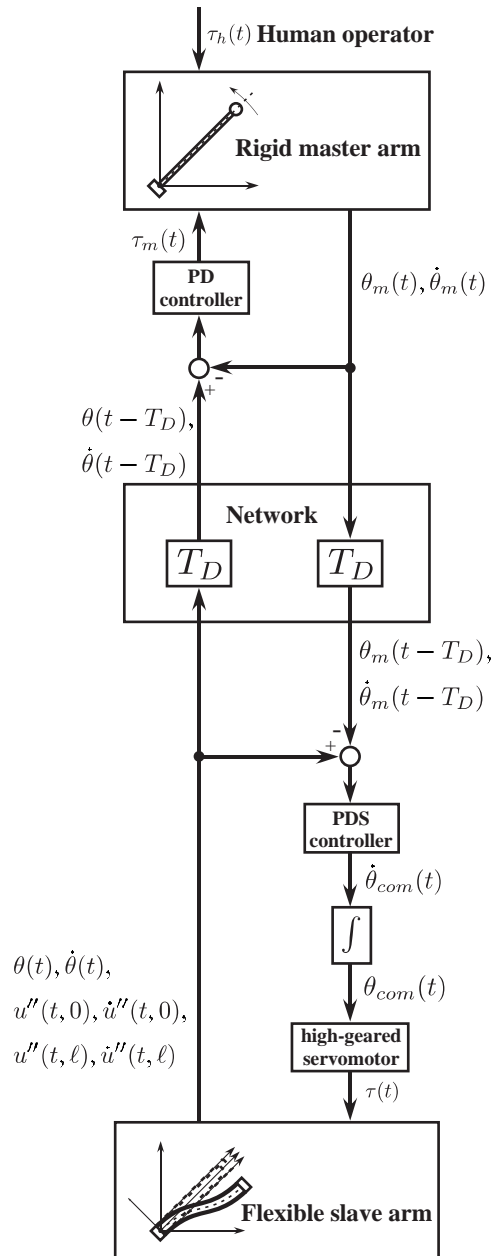 τ_h(t) Human operator
Rigid master arm
τ_m(t)
PD
controller
θ_m(t), θ̇_m(t)
-
+
θ(t − T_D),
θ̇(t − T_D)
Network
T_D
T_D
θ_m(t − T_D),
θ̇_m(t − T_D)
-
+
PDS
controller
θ̇_com(t)
∫
θ(t), θ̇(t),
u″(t, 0), u̇″(t, 0),
u″(t, ℓ), u̇″(t, ℓ)
θ_com(t)
high-geared
servomotor
τ(t)
Flexible slave arm